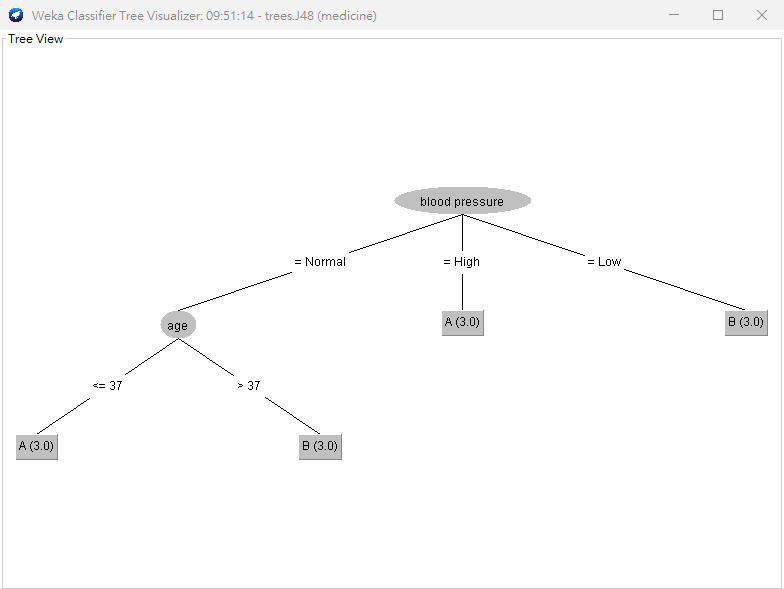 Weka Classifier Tree Visualizer: 09:51:14 - trees.J48 (medicine)
Tree View
blood pressure
= Normal
= High
= Low
age
A (3.0)
B (3.0)
<= 37
> 37
A (3.0)
B (3.0)